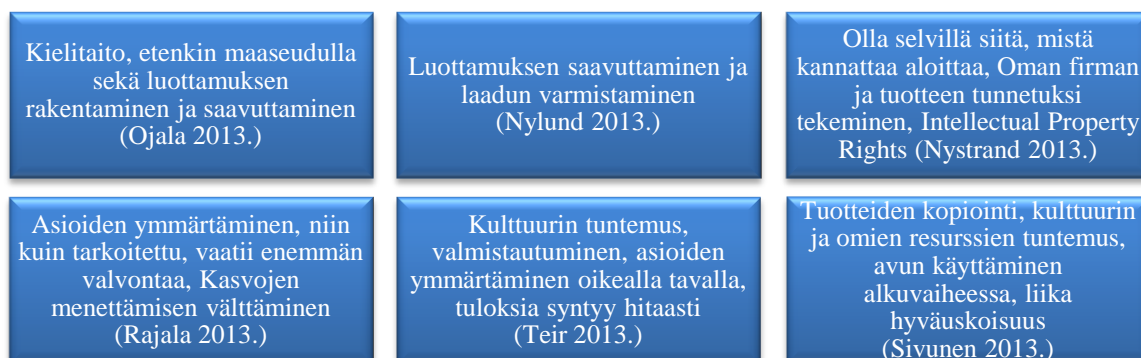 Kielitaito, etenkin maaseudulla
sekä luottamuksen
rakentaminen ja saavuttaminen
(Ojala 2013.)
Luottamuksen saavuttaminen ja
laadun varmistaminen
(Nylund 2013.)
Olla selvillä siitä, mistä
kannattaa aloittaa, Oman firman
ja tuotteen tunnetuksi
tekeminen, Intellectual Property
Rights (Nystrand 2013.)
Asioiden ymmärtäminen, niin
kuin tarkoitettu, vaatii enemmän
valvontaa, Kasvojen
menettämisen välttäminen
(Rajala 2013.)
Kulttuurin tuntemus,
valmistautuminen, asioiden
ymmärtäminen oikealla tavalla,
tuloksia syntyy hitaasti
(Teir 2013.)
Tuotteiden kopiointi, kulttuurin
ja omien resurssien tuntemus,
avun käyttäminen
alkuvaiheessa, liika
hyväuskoisuus
(Sivunen 2013.)